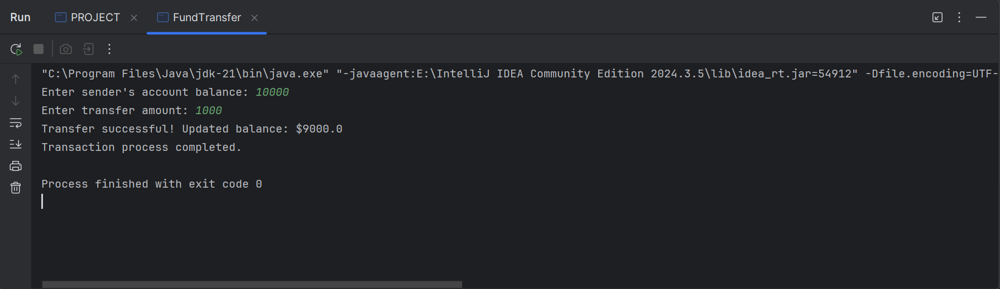 Run PROJECT FundTransfer
"C:\Program Files\Java\jdk-21\bin\java.exe" "-javaagent:E:\IntelliJ IDEA Community Edition 2024.3.5\lib\idea_rt.jar=54912" -Dfile.encoding=UTF-
Enter sender's account balance: 10000
Enter transfer amount: 1000
Transfer successful! Updated balance: $9000.0
Transaction process completed.
Process finished with exit code 0